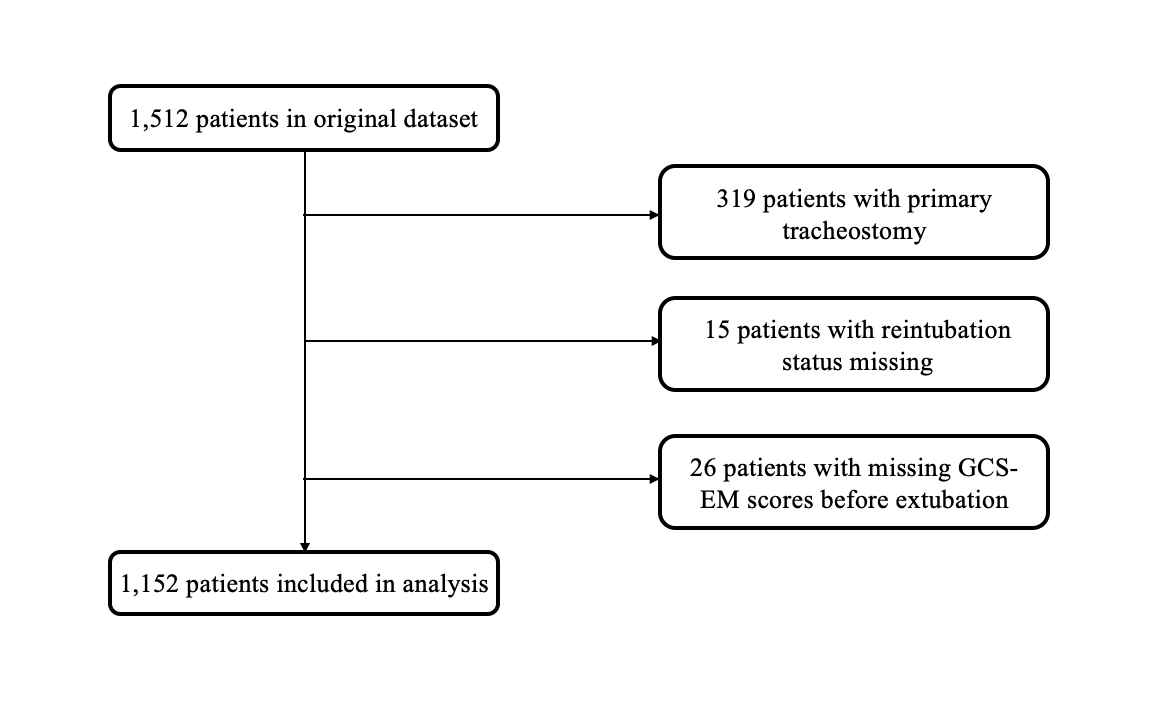 1,512 patients in original dataset
319 patients with primary
tracheostomy
15 patients with reintubation
status missing
26 patients with missing GCS-
EM scores before extubation
1,152 patients included in analysis